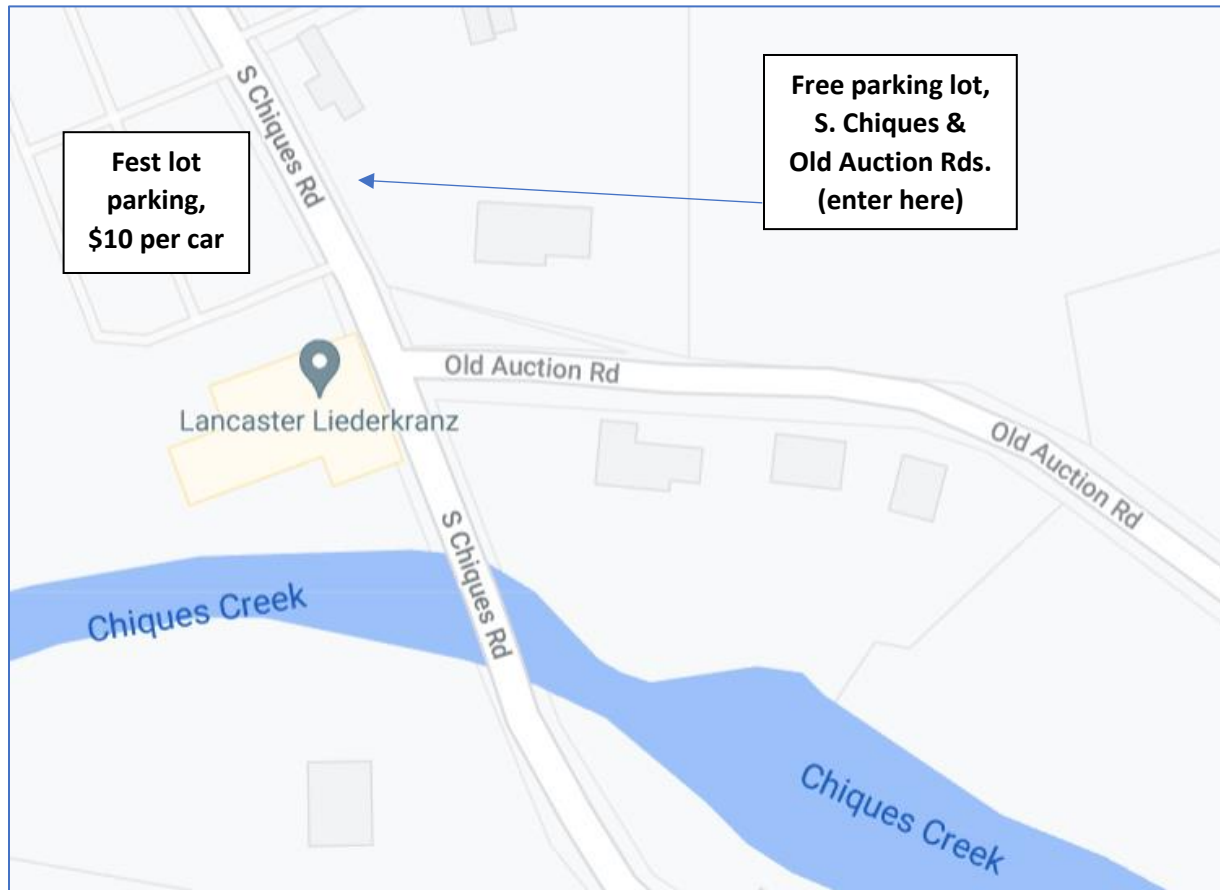 S Chiques Rd
Free parking lot,
S. Chiques &
Old Auction Rds.
(enter here)
Fest lot
parking,
$10 per car
Old Auction Rd
Lancaster Liederkranz
Old Auction Rd
S Chiques Rd
Chiques Creek
Chiques Creek